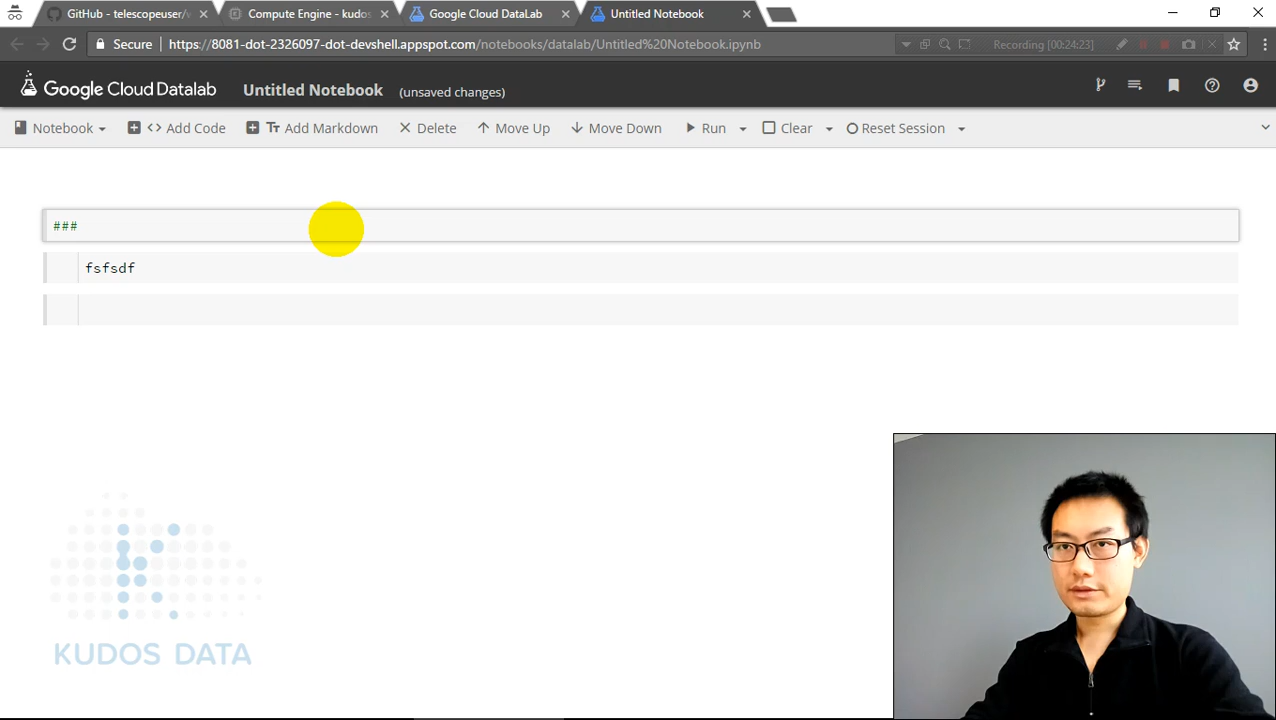 GitHub - telescopeuser/v
Compute Engine - kudos
Google Cloud DataLab
Untitled Notebook
Secure
https://8081-dot-2326097-dot-devshell.appspot.com/notebooks/datalab/Untitled%20Notebook.ipynb
Recording [00:24:23]
Google Cloud Datalab
Untitled Notebook
(unsaved changes)
Notebook
<> Add Code
Tт Add Markdown
Delete
Move Up
Move Down
Run
Clear
Reset Session
###
fsfsdf
KUDOS DATA